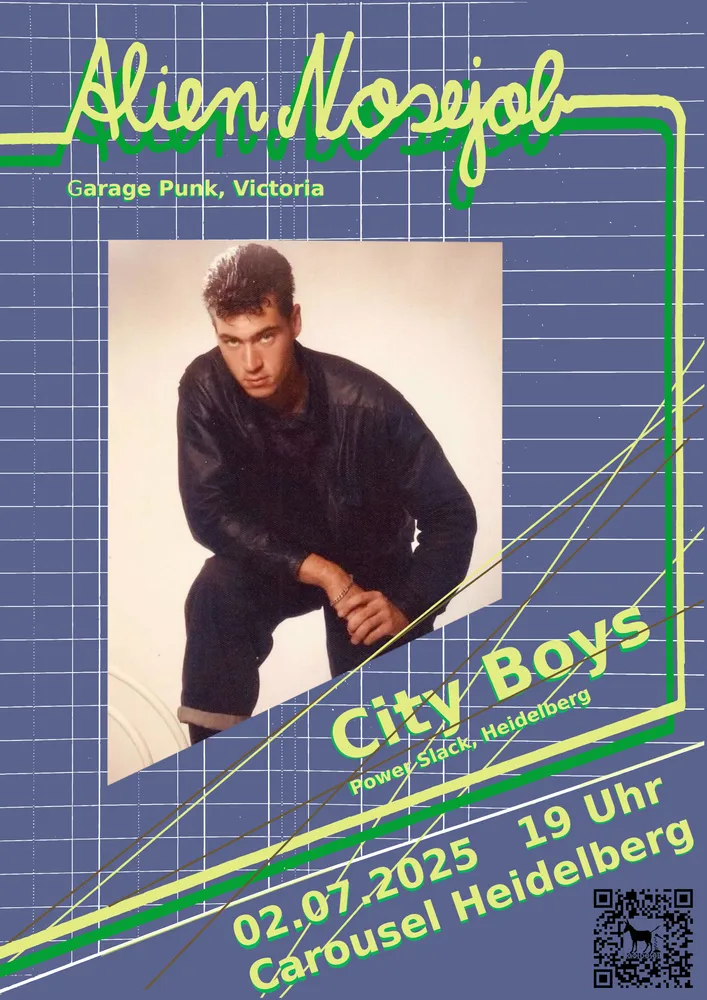 Alien Nosejob
Garage Punk, Victoria
City Boys
Power Slack, Heidelberg
02.07.2025 19 Uhr
Carousel Heidelberg